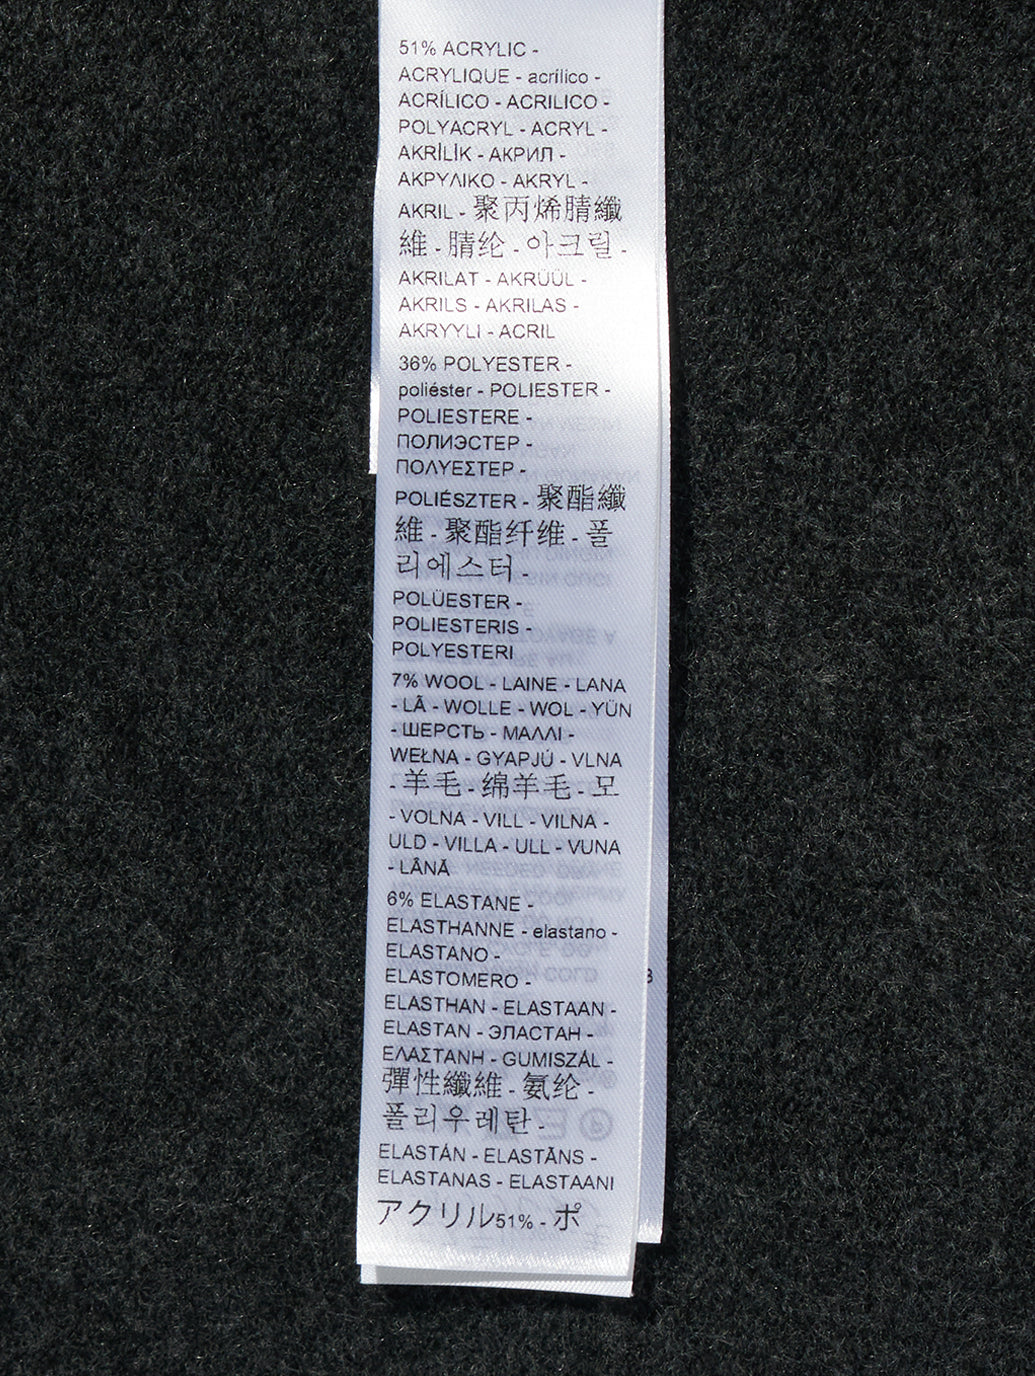 51% ACRYLIC -
ACRYLIQUE - acrílico -
ACRÍLICO - ACRILICO -
POLYACRYL - ACRYL -
AKRİLİK - АКРИЛ -
ΑΚΡΥΛΙΚΟ - AKRYL -
AKRIL - 聚丙烯腈纖
維 - 腈纶 - 아크릴 -
AKRILAT - AKRÜÜL -
AKRILS - AKRILAS -
AKRYYLI - ACRIL
36% POLYESTER -
poliéster - POLIESTER -
POLIESTERE -
ПОЛИЭСТЕР -
ΠΟΛΥΕΣΤΕΡ -
POLIÉSZTER - 聚酯纖
維 - 聚酯纤维 - 폴
리에스터 -
POLÜESTER -
POLIESTERIS -
POLYESTERI
7% WOOL - LAINE - LANA
- LÃ - WOLLE - WOL - YÜN
- ШЕРСТЬ - ΜΑΛΛΙ -
WEŁNA - GYAPJÚ - VLNA
- 羊毛 - 绵羊毛 - 모
- VOLNA - VILL - VILNA -
ULD - VILLA - ULL - VUNA
- LÂNĂ
6% ELASTANE -
ELASTHANNE - elastano -
ELASTANO -
ELASTOMERO -
ELASTHAN - ELASTAAN -
ELASTAN - ЭЛАСТАН -
ΕΛΑΣΤΑΝΗ - GUMISZÁL -
彈性纖維 - 氨纶 -
폴리우레탄 -
ELASTÁN - ELASTĀNS -
ELASTANAS - ELASTAANI
アクリル51% - ポ